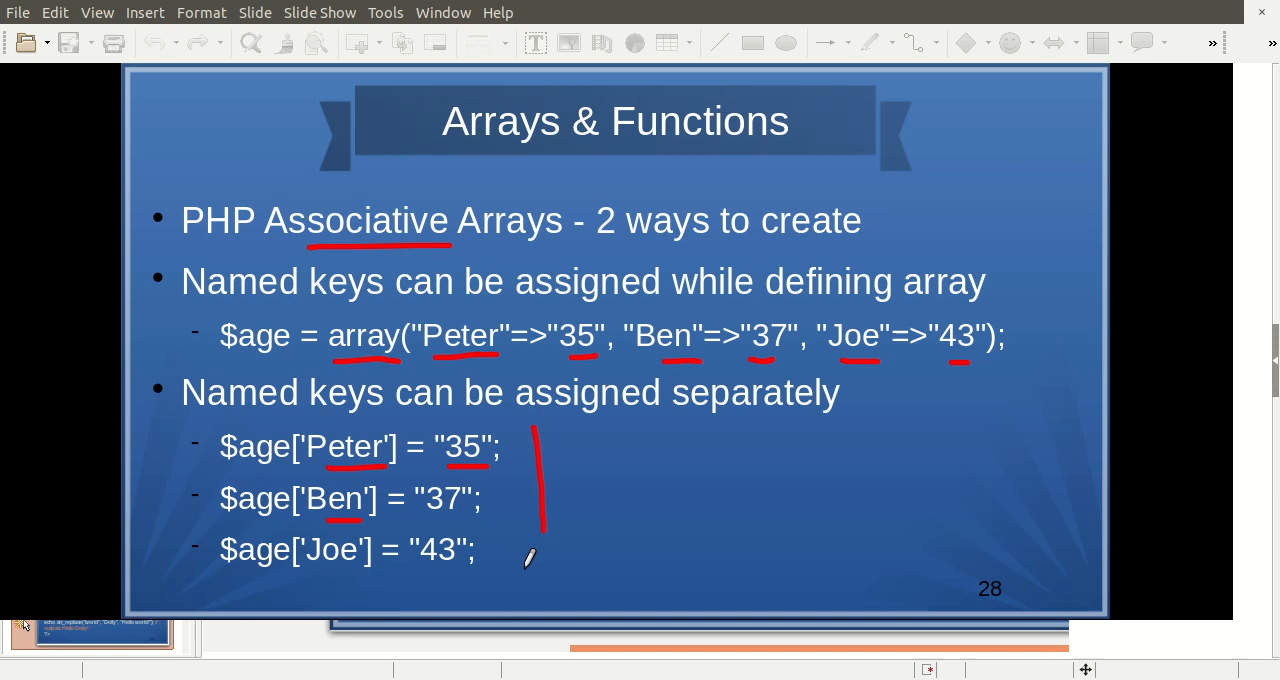 File Edit View Insert Format Slide Slide Show Tools Window Help
Arrays & Functions
• PHP Associative Arrays - 2 ways to create
• Named keys can be assigned while defining array
- $age = array("Peter"=>"35", "Ben"=>"37", "Joe"=>"43");
• Named keys can be assigned separately
- $age['Peter'] = "35";
- $age['Ben'] = "37";
- $age['Joe'] = "43";
28